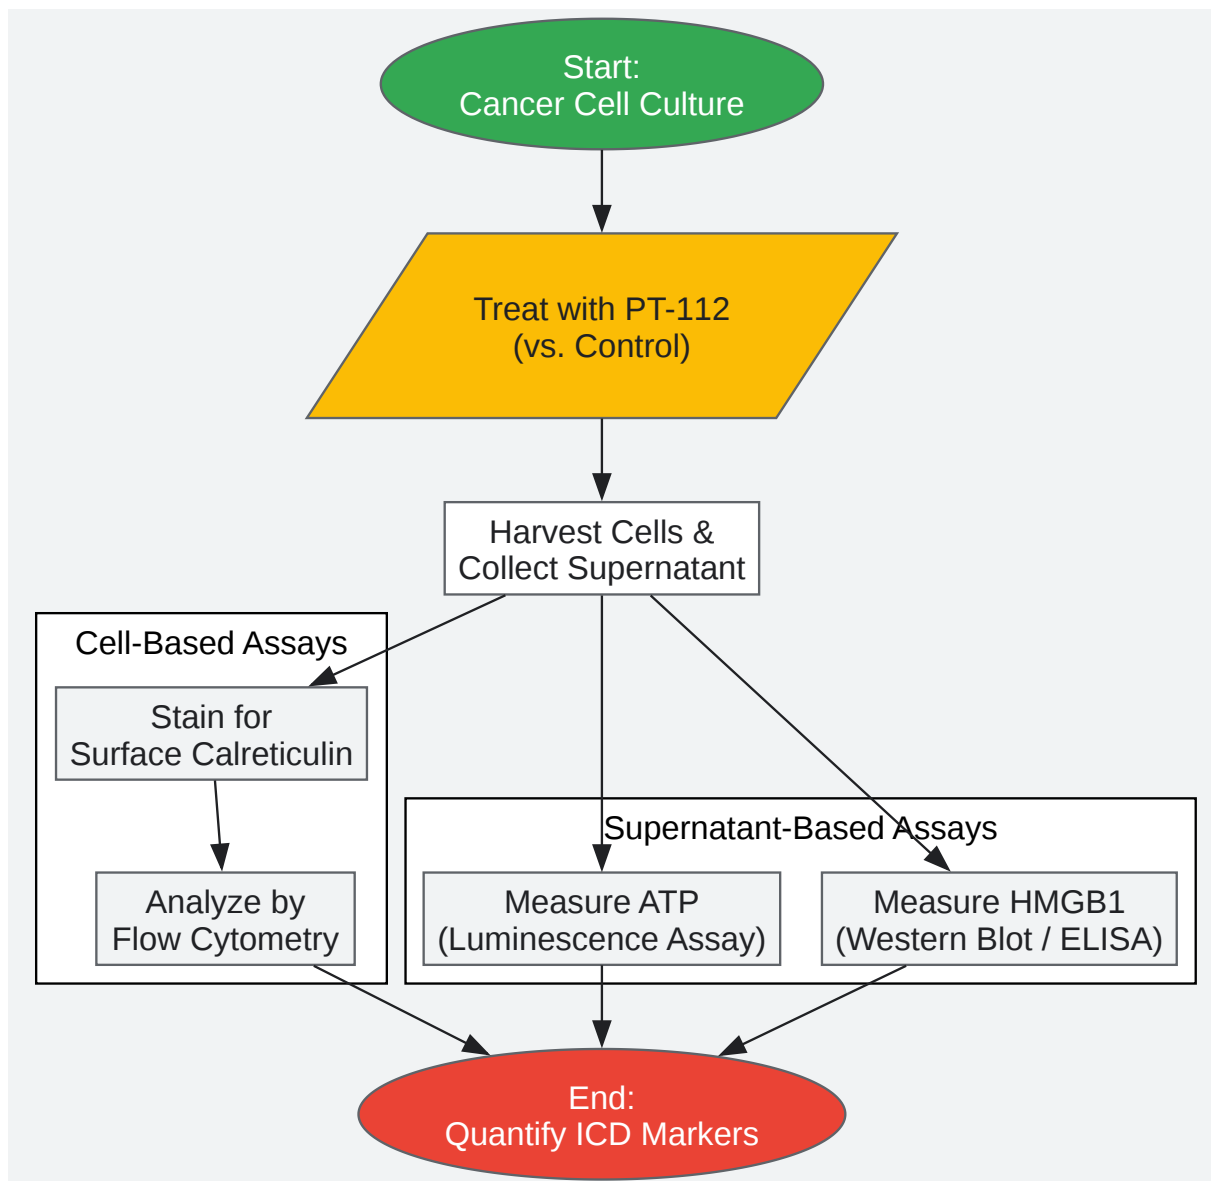 Start:
Cancer Cell Culture
Treat with PT-112
(vs. Control)
Harvest Cells &
Collect Supernatant
Cell-Based Assays
Stain for
Surface Calreticulin
Analyze by
Flow Cytometry
Supernatant-Based Assays
Measure ATP
(Luminescence Assay)
Measure HMGB1
(Western Blot / ELISA)
End:
Quantify ICD Markers